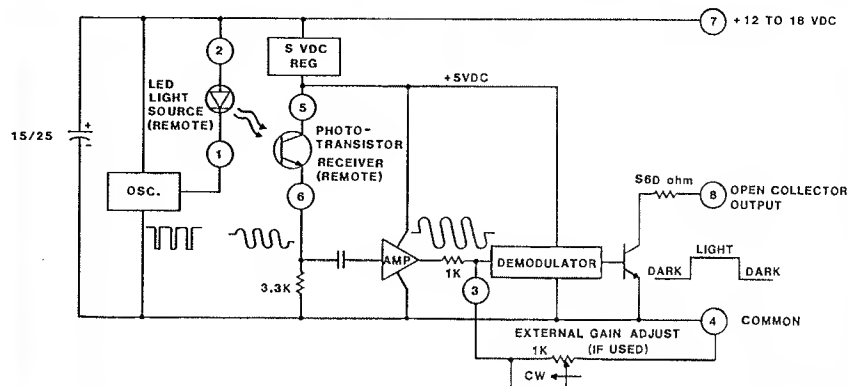 7
+12 TO 18 VDC
2
S VDC
REG
+5VDC
LED
LIGHT
SOURCE
(REMOTE)
5
PHOTO-
TRANSISTOR
RECEIVER
(REMOTE)
15/25
+
-
1
OSC.
6
S6D ohm
8
OPEN COLLECTOR
OUTPUT
AMP
1K
DEMODULATOR
LIGHT
DARK
DARK
3.3K
3
4
COMMON
EXTERNAL GAIN ADJUST
(IF USED)
1K
CW